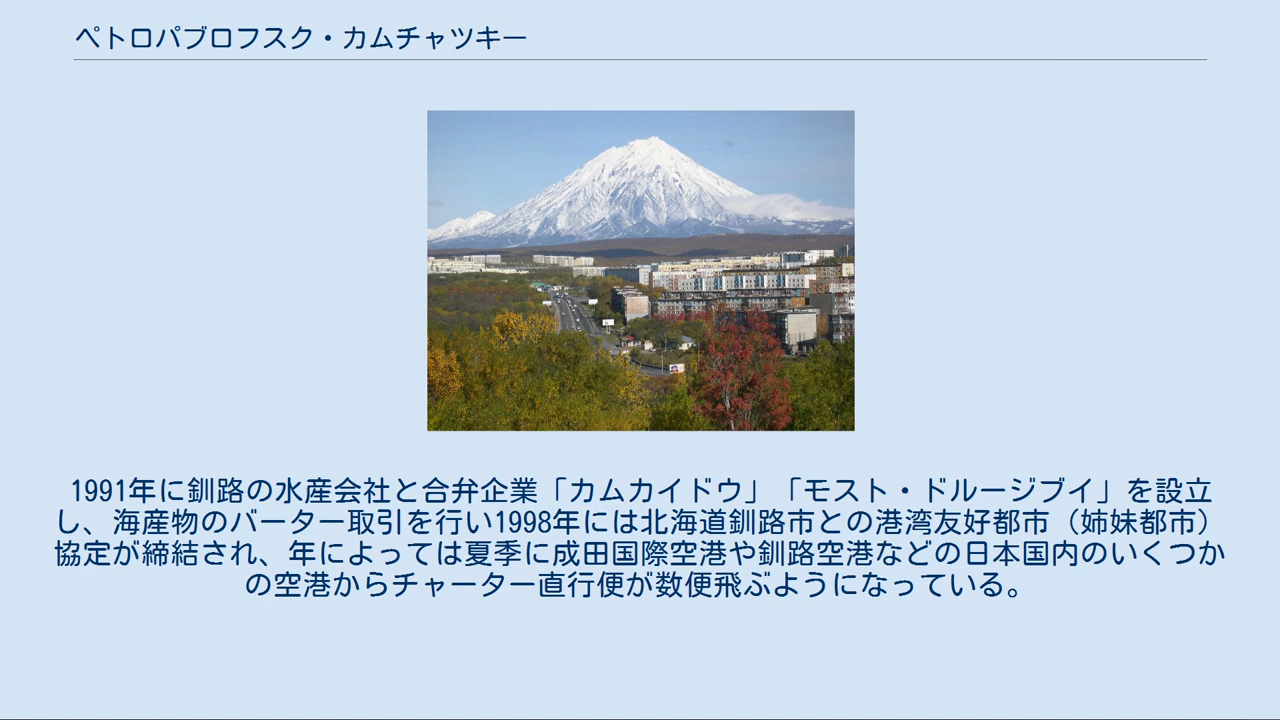 ペトロパブロフスク・カムチャツキー
1991年に釧路の水産会社と合弁企業「カムカイドウ」「モスト・ドルージブイ」を設立
し、海産物のバーター取引を行い1998年には北海道釧路市との港湾友好都市（姉妹都市）
協定が締結され、年によっては夏季に成田国際空港や釧路空港などの日本国内のいくつか
の空港からチャーター直行便が数便飛ぶようになっている。